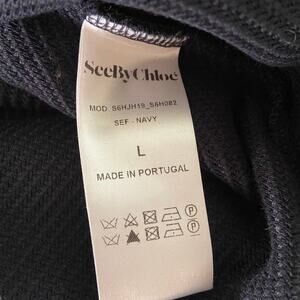 SeeByChloé
MOD. S6HJH19_S6H082
SEF - NAVY
L
MADE IN PORTUGAL
P
P